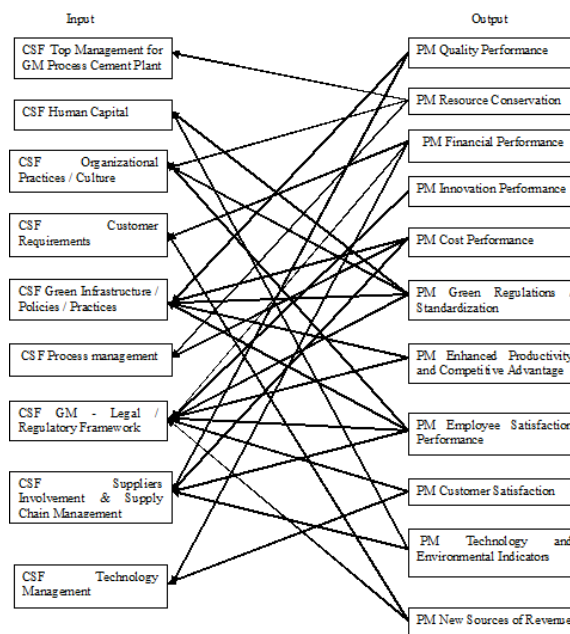 Input
CSF Top Management for
GM Process Cement Plant
CSF Human Capital
CSF Organizational
Practices / Culture
CSF Customer
Requirements
CSF Green Infrastructure /
Policies / Practices
CSF Process management
CSF GM - Legal /
Regulatory Framework
CSF Suppliers
Involvement & Supply
Chain Management
CSF Technology
Management
Output
PM Quality Performance
PM Resource Conservation
PM Financial Performance
PM Innovation Performance
PM Cost Performance
PM Green Regulations /
Standardization
PM Enhanced Productivity
and Competitive Advantage
PM Employee Satisfaction
Performance
PM Customer Satisfaction
PM Technology and
Environmental Indicators
PM New Sources of Revenue